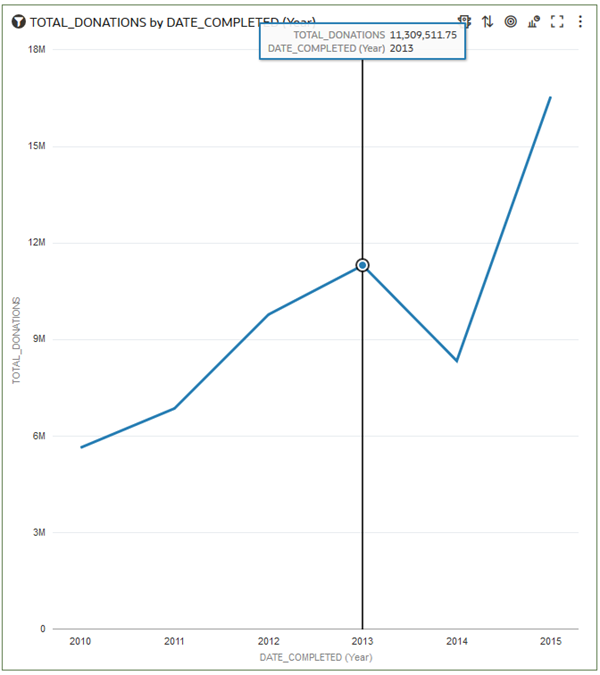 TOTAL_DONATIONS by DATE_COMPLETED (Year)
TOTAL_DONATIONS 11,309,511.75
DATE_COMPLETED (Year) 2013
18M
15M
12M
9M
6M
3M
0
TOTAL_DONATIONS
2010 2011 2012 2013 2014 2015
DATE_COMPLETED (Year)